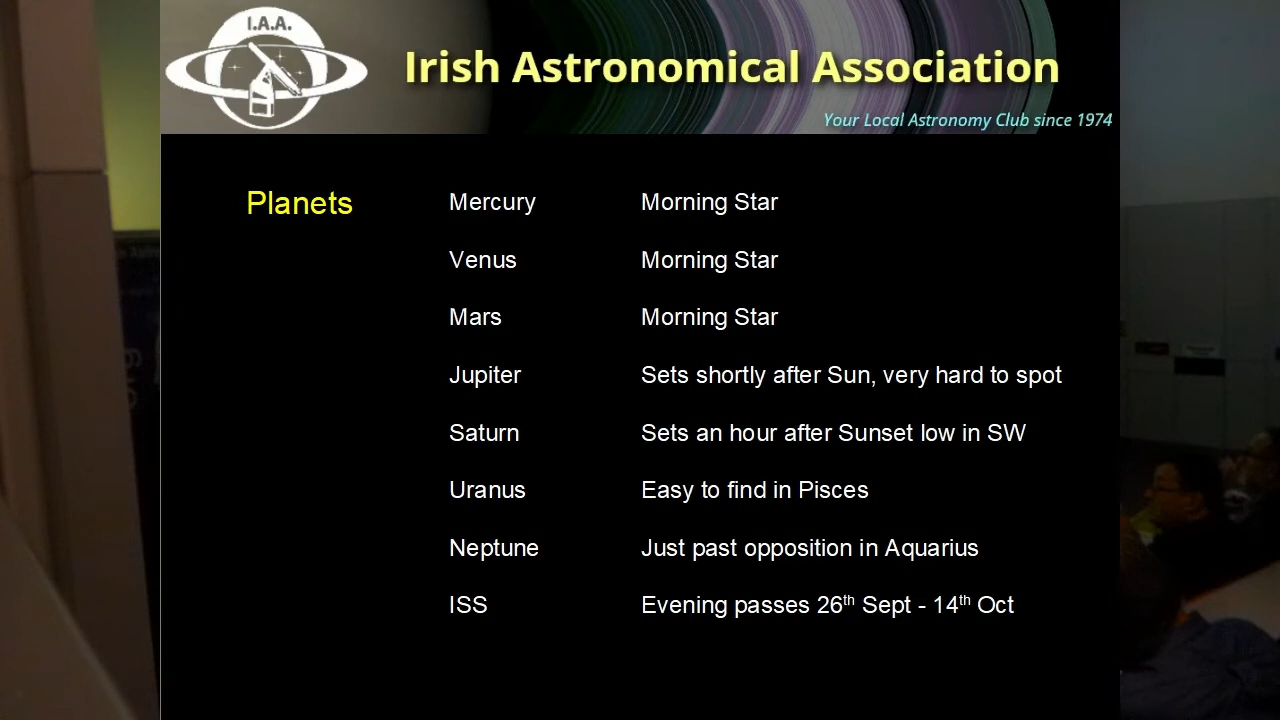 I.A.A.
Irish Astronomical Association
Your Local Astronomy Club since 1974
Planets Mercury Morning Star
Venus Morning Star
Mars Morning Star
Jupiter Sets shortly after Sun, very hard to spot
Saturn Sets an hour after Sunset low in SW
Uranus Easy to find in Pisces
Neptune Just past opposition in Aquarius
ISS Evening passes 26th Sept - 14th Oct